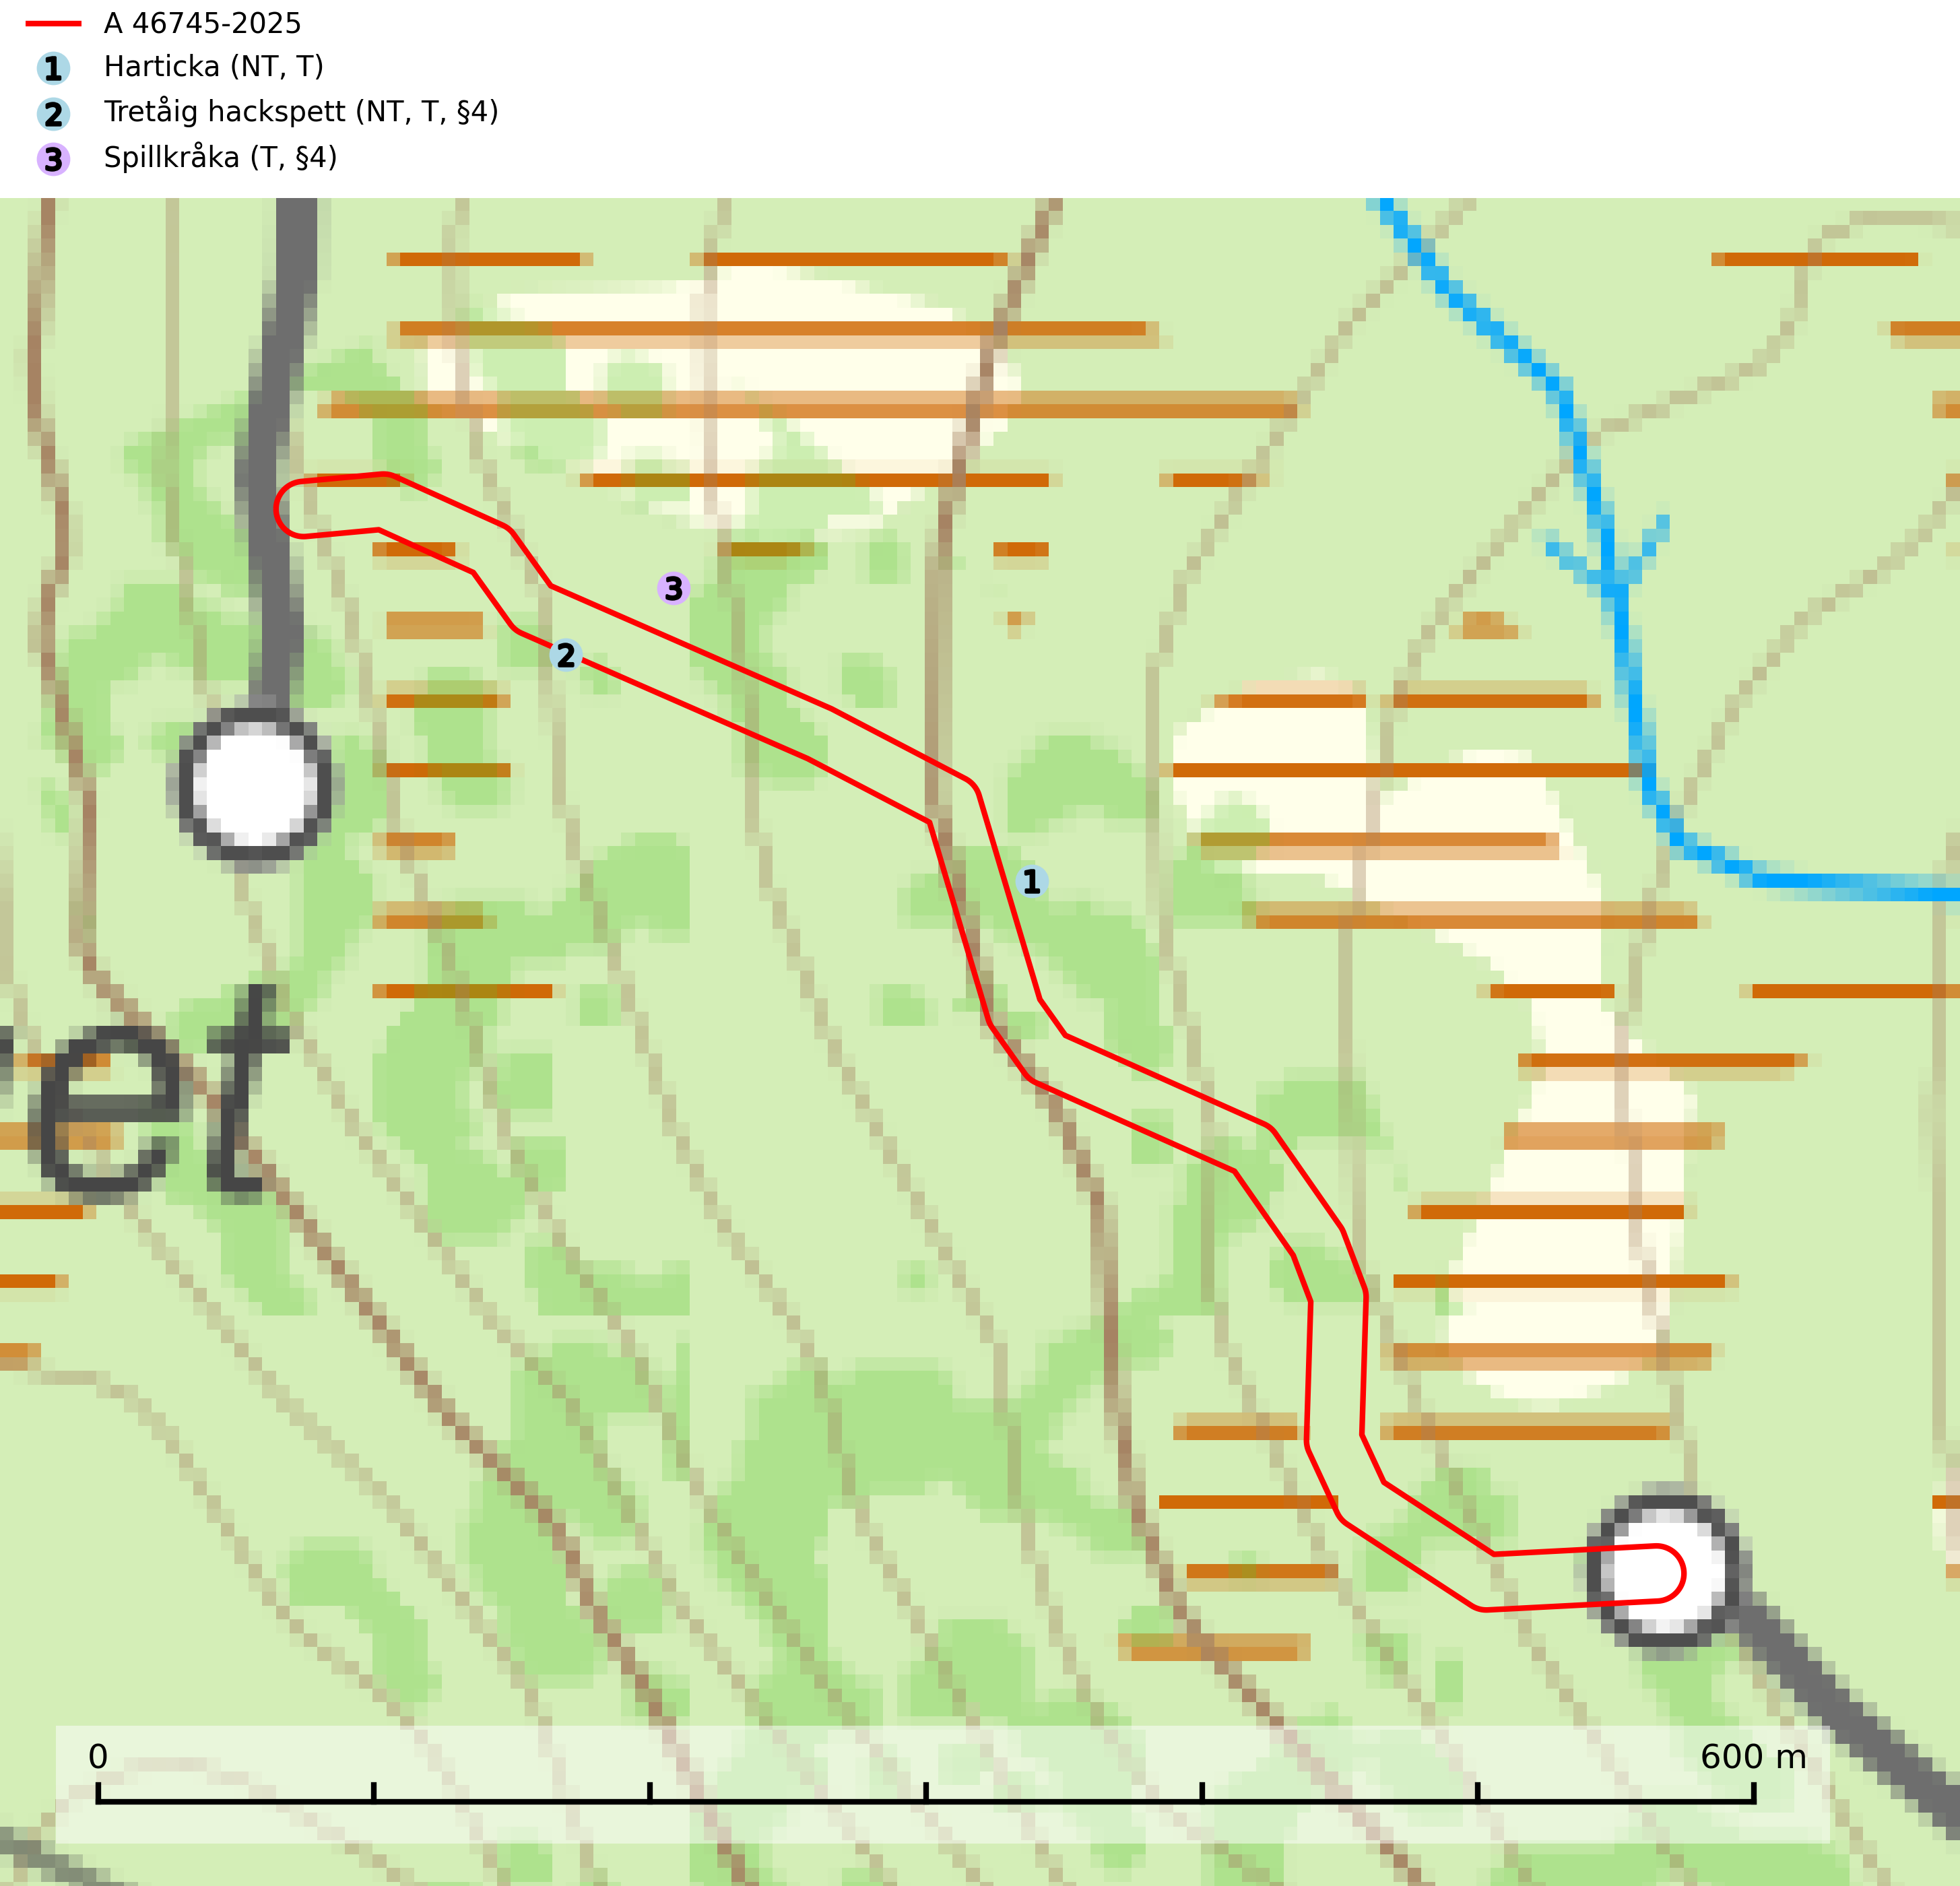 A 46745-2025
1 Harticka (NT, T)
2 Tretåig hackspett (NT, T, §4)
3 Spillkråka (T, §4)
3
2
1
et
0 600 m